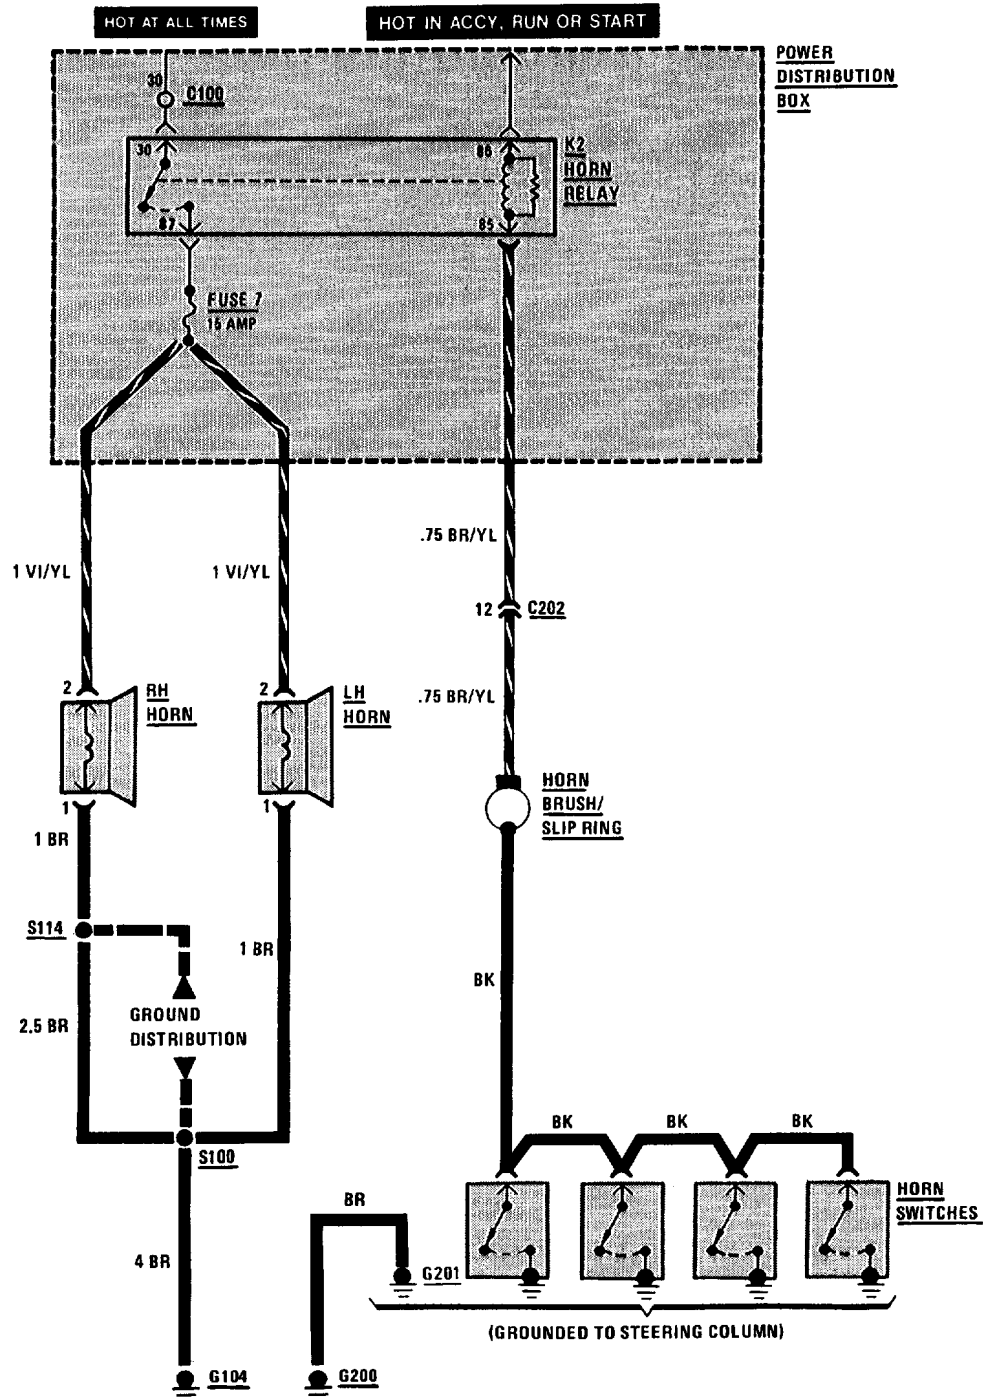 HOT AT ALL TIMES
HOT IN ACCY, RUN OR START
POWER
DISTRIBUTION
BOX
30
C100
30
86
K2
HORN
RELAY
87
85
FUSE 7
15 AMP
.75 BR/YL
1 VI/YL
1 VI/YL
12
C202
2
RH
HORN
2
LH
HORN
.75 BR/YL
HORN
BRUSH/
SLIP RING
1
1
1 BR
S114
1 BR
BK
GROUND
DISTRIBUTION
2.5 BR
BK
BK
BK
S100
HORN
SWITCHES
BR
4 BR
G201
(GROUNDED TO STEERING COLUMN)
G104
G200